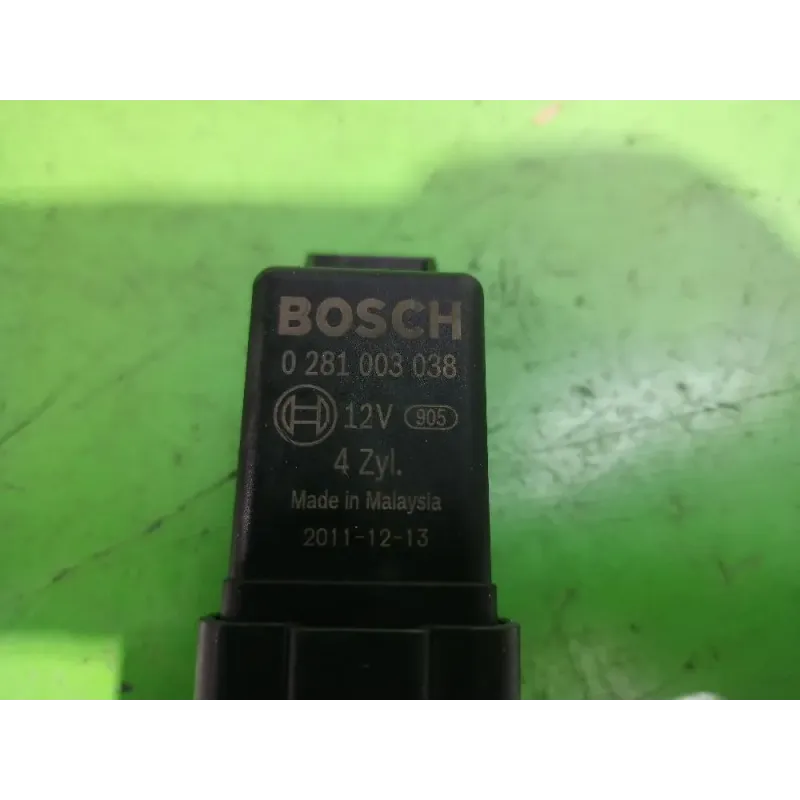 BOSCH
0 281 003 038
12V 905
4 Zyl.
Made in Malaysia
2011-12-13